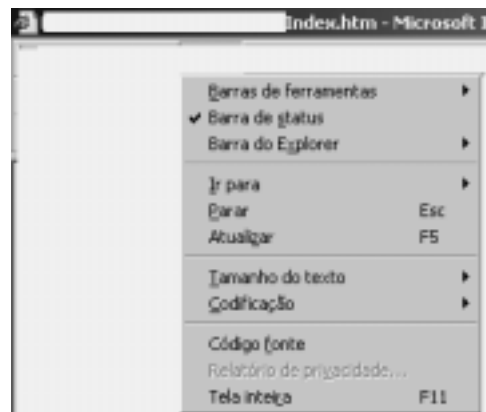 Index.htm - Microsoft I
Barras de ferramentas
Barra de status
Barra do Explorer
Ir para
Parar Esc
Atualizar F5
Tamanho do texto
Codificação
Código fonte
Relatório de privacidade...
Tela inteira F11